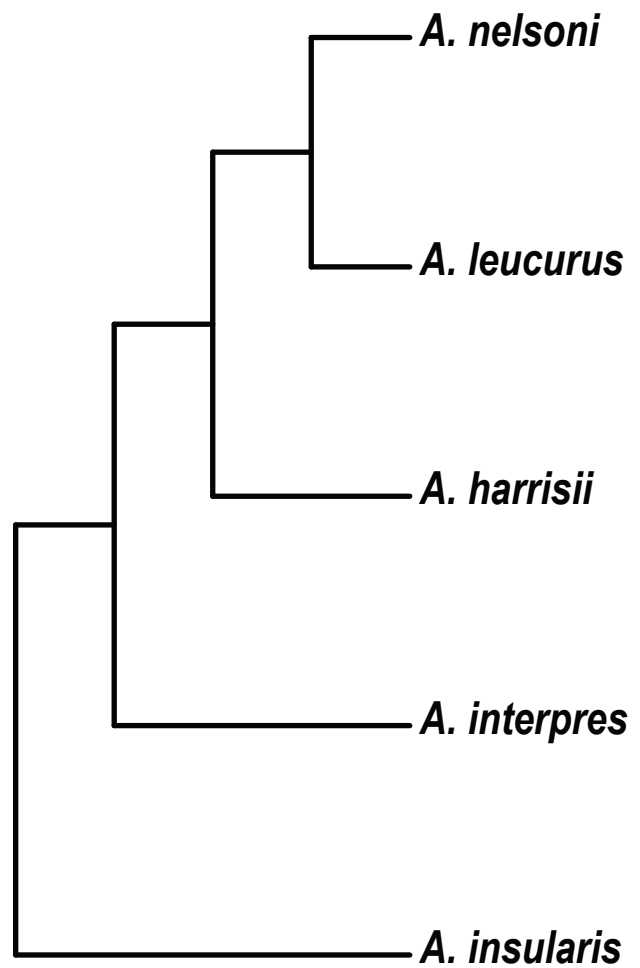 A. nelsoni
A. leucurus
A. harrisii
A. interpres
A. insularis